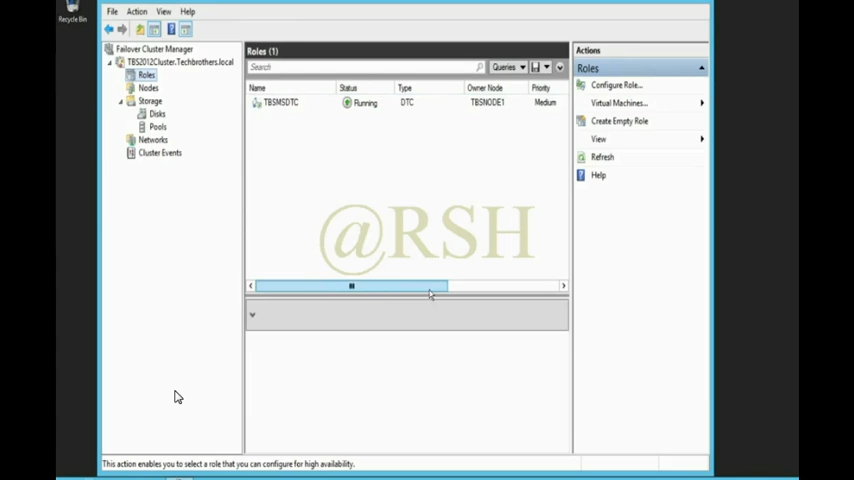 Recycle Bin
File Action View Help
Failover Cluster Manager
TBS2012Cluster.Techbrothers.local
Roles
Nodes
Storage
Disks
Pools
Networks
Cluster Events
Roles (1)
Search
Queries
Name Status Type Owner Node Priority
TBSMSDTC Running DTC TBSNODE1 Medium
@RSH
Actions
Roles
Configure Role...
Virtual Machines...
Create Empty Role
View
Refresh
Help
This action enables you to select a role that you can configure for high availability.